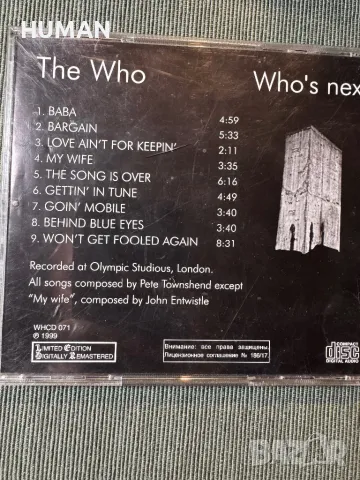 HUMAN
The Who
Who's nex
1. BABA 4:59
2. BARGAIN 5:33
3. LOVE AIN'T FOR KEEPIN' 2:11
4. MY WIFE 3:35
5. THE SONG IS OVER 6:16
6. GETTIN' IN TUNE 4:49
7. GOIN' MOBILE 3:40
8. BEHIND BLUE EYES 3:40
9. WON'T GET FOOLED AGAIN 8:31
Recorded at Olympic Studious, London.
All songs composed by Pete Townshend except
"My wife", composed by John Entwistle
WHCD 071
℗ 1999
LIMITED EDITION
DIGITALLY REMASTERED
Внимание: все права защищены.
Лицензионное соглашение № 186/17.
COMPACT
disc
DIGITAL AUDIO
BAZAR